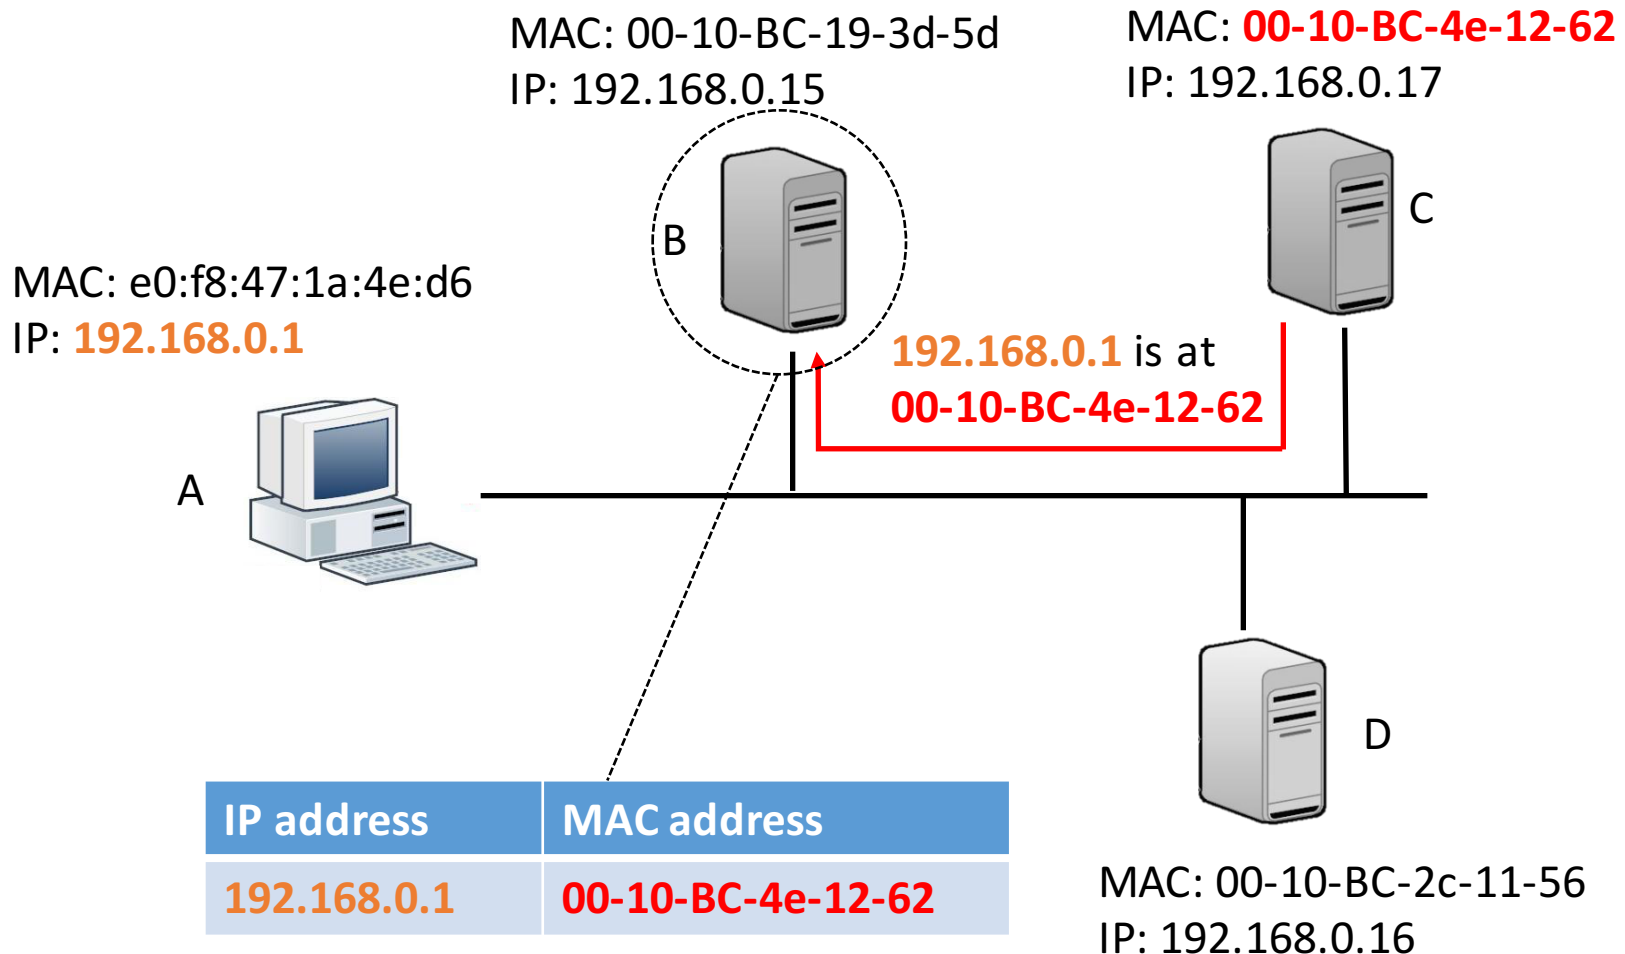 MAC: 00-10-BC-19-3d-5d
IP: 192.168.0.15
MAC: 00-10-BC-4e-12-62
IP: 192.168.0.17
B
C
MAC: e0:f8:47:1a:4e:d6
IP: 192.168.0.1
192.168.0.1 is at
00-10-BC-4e-12-62
A
D
IP address MAC address
192.168.0.1 00-10-BC-4e-12-62
MAC: 00-10-BC-2c-11-56
IP: 192.168.0.16